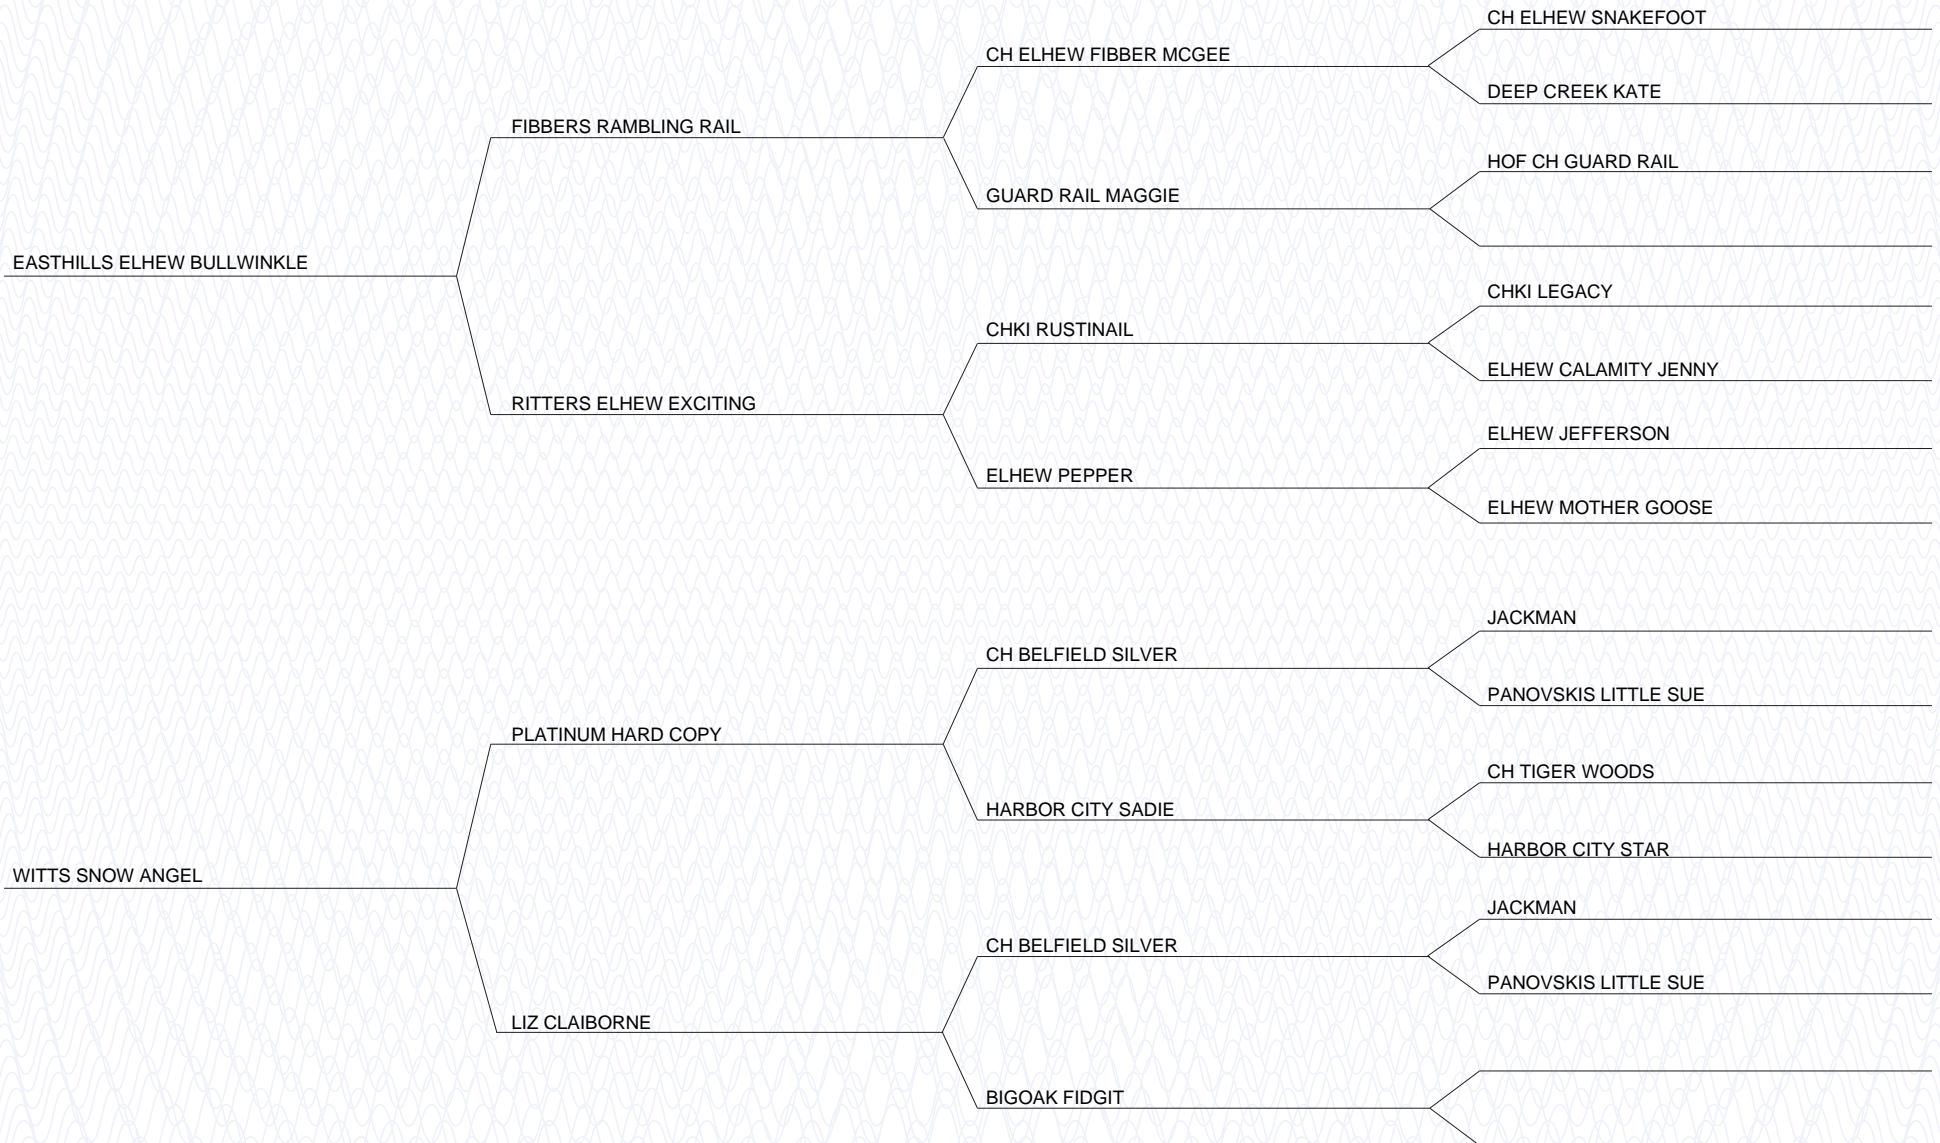 CH ELHEW SNAKEFOOT
CH ELHEW FIBBER MCGEE
DEEP CREEK KATE
FIBBERS RAMBLING RAIL
HOF CH GUARD RAIL
GUARD RAIL MAGGIE
EASTHILLS ELHEW BULLWINKLE
CHKI LEGACY
CHKI RUSTINAIL
ELHEW CALAMITY JENNY
RITTERS ELHEW EXCITING
ELHEW JEFFERSON
ELHEW PEPPER
ELHEW MOTHER GOOSE
JACKMAN
CH BELFIELD SILVER
PANOVSKIS LITTLE SUE
PLATINUM HARD COPY
CH TIGER WOODS
HARBOR CITY SADIE
HARBOR CITY STAR
WITTS SNOW ANGEL
JACKMAN
CH BELFIELD SILVER
PANOVSKIS LITTLE SUE
LIZ CLAIBORNE
BIGOAK FIDGIT